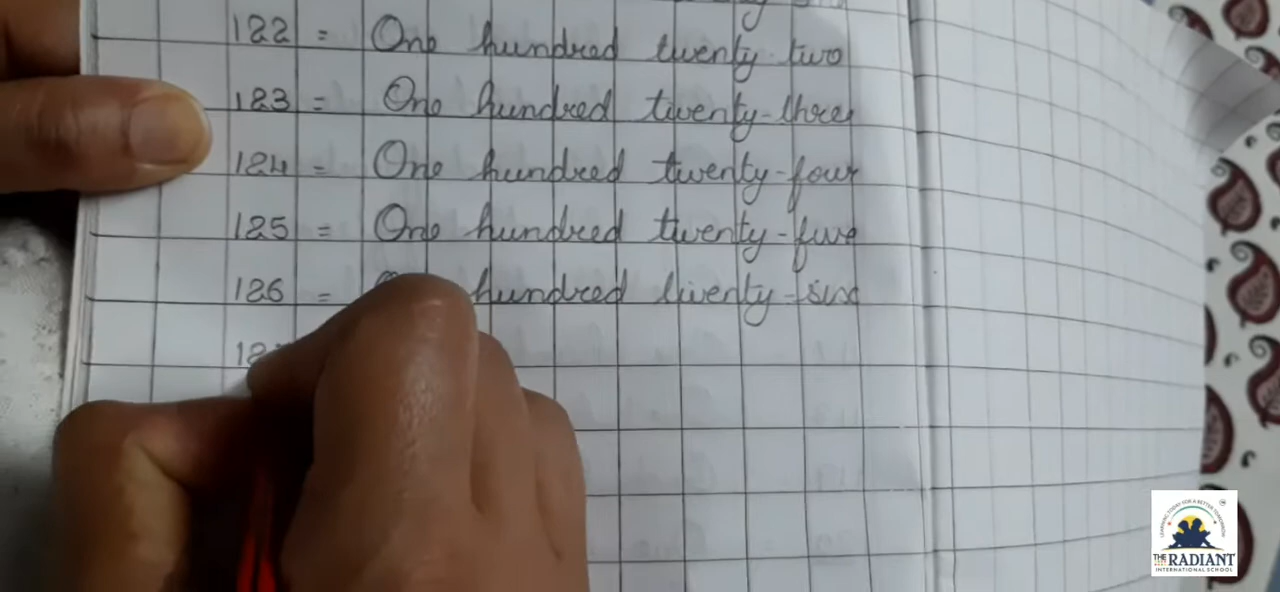 122 = One hundred twenty two
123 = One hundred twenty-three
124 = One hundred twenty-four
125 = One hundred twenty-five
126 = hundred twenty-six
THE RADIANT
INTERNATIONAL SCHOOL